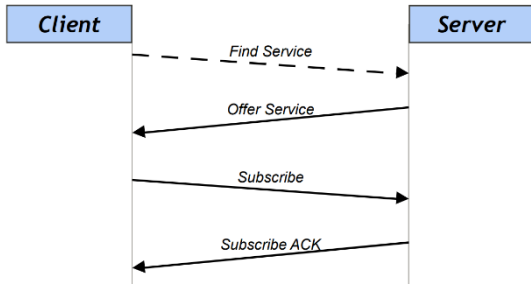 Client
Server
Find Service
Offer Service
Subscribe
Subscribe ACK